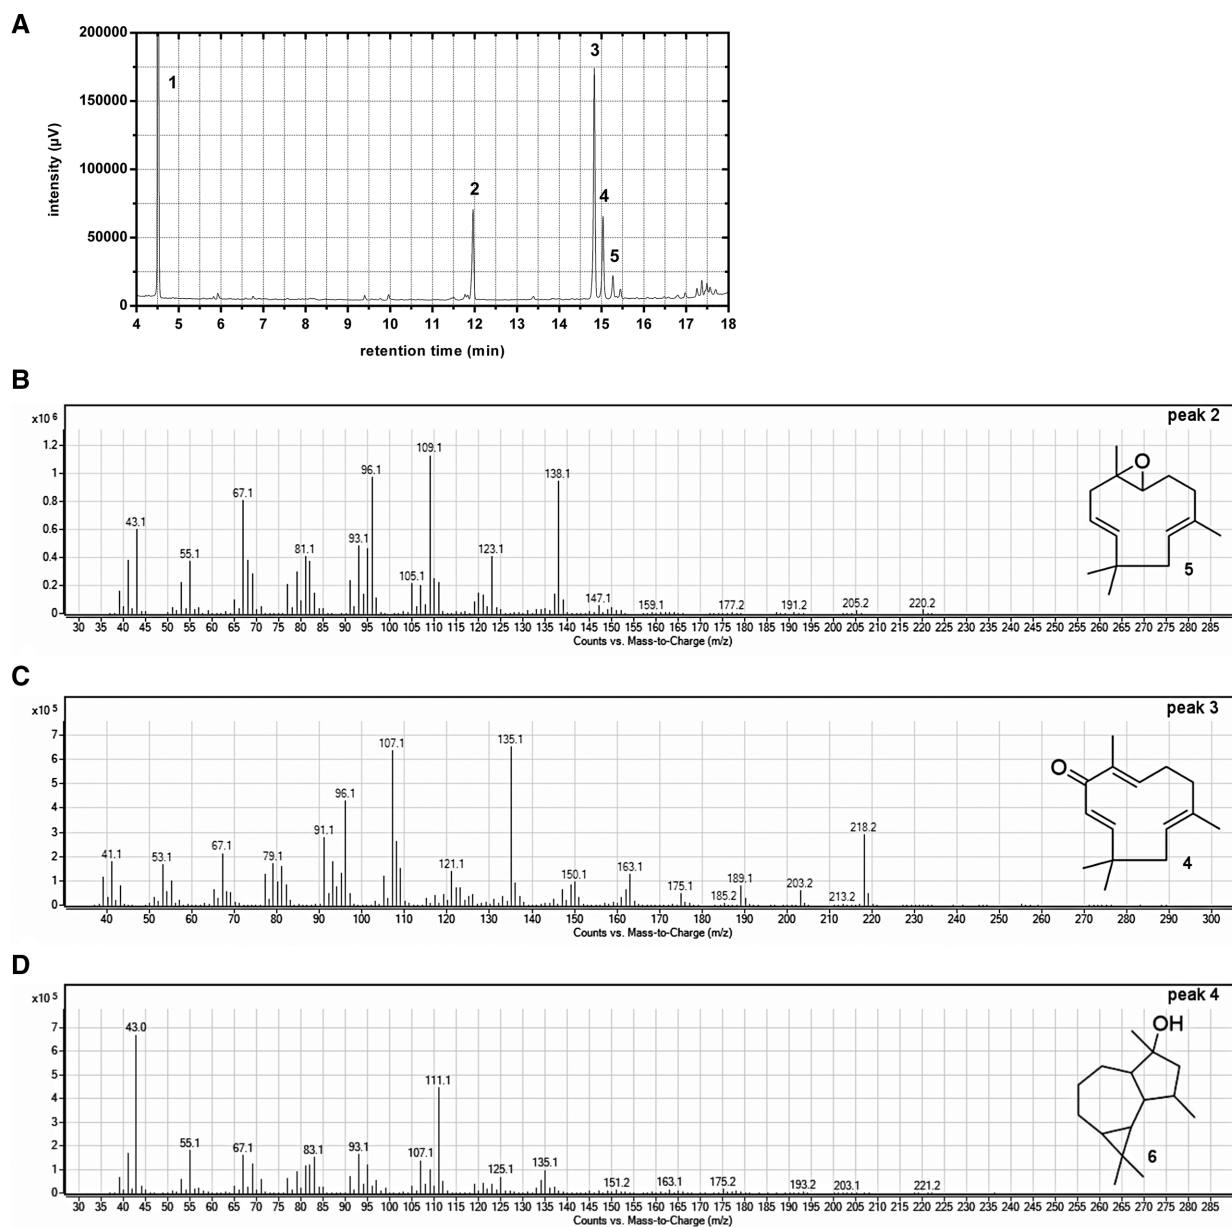 A
200000
150000
100000
50000
0
intensity (µV)
1
2
3
4
5
4 5 6 7 8 9 10 11 12 13 14 15 16 17 18
retention time (min)
B
peak 2
x10 6
1.2
1
0.8
0.6
0.4
0.2
0
43.1 55.1 67.1 81.1 93.1 96.1 105.1 109.1 123.1 138.1 147.1 159.1 177.2 191.2 205.2 220.2
O
5
30 35 40 45 50 55 60 65 70 75 80 85 90 95 100 105 110 115 120 125 130 135 140 145 150 155 160 165 170 175 180 185 190 195 200 205 210 215 220 225 230 235 240 245 250 255 260 265 270 275 280 285
Counts vs. Mass-to-Charge (m/z)
C
peak 3
x10 5
7
6
5
4
3
2
1
0
41.1 53.1 67.1 79.1 91.1 96.1 107.1 121.1 135.1 150.1 163.1 175.1 185.2 189.1 203.2 213.2 218.2
O
4
40 50 60 70 80 90 100 110 120 130 140 150 160 170 180 190 200 210 220 230 240 250 260 270 280 290 300
Counts vs. Mass-to-Charge (m/z)
D
peak 4
x10 5
7
6
5
4
3
2
1
0
43.0 55.1 67.1 83.1 93.1 107.1 111.1 125.1 135.1 151.2 163.1 175.2 193.2 203.1 221.2
OH
6
30 35 40 45 50 55 60 65 70 75 80 85 90 95 100 105 110 115 120 125 130 135 140 145 150 155 160 165 170 175 180 185 190 195 200 205 210 215 220 225 230 235 240 245 250 255 260 265 270 275 280 285
Counts vs. Mass-to-Charge (m/z)